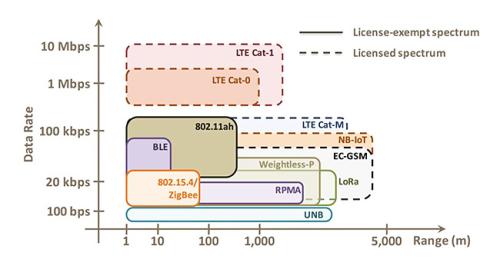 License-exempt spectrum
10 Mbps
LTE Cat-1
Licensed spectrum
LTE Cat-0
1 Mbps
Data Rate
100 kbps
802.11ah
LTE Cat-M
NB-IoT
BLE
EC-GSM
Weightless-P
20 kbps
802.15.4/
ZigBee
RPMA
LoRa
100 bps
UNB
1
10
100
1,000
5,000
Range (m)